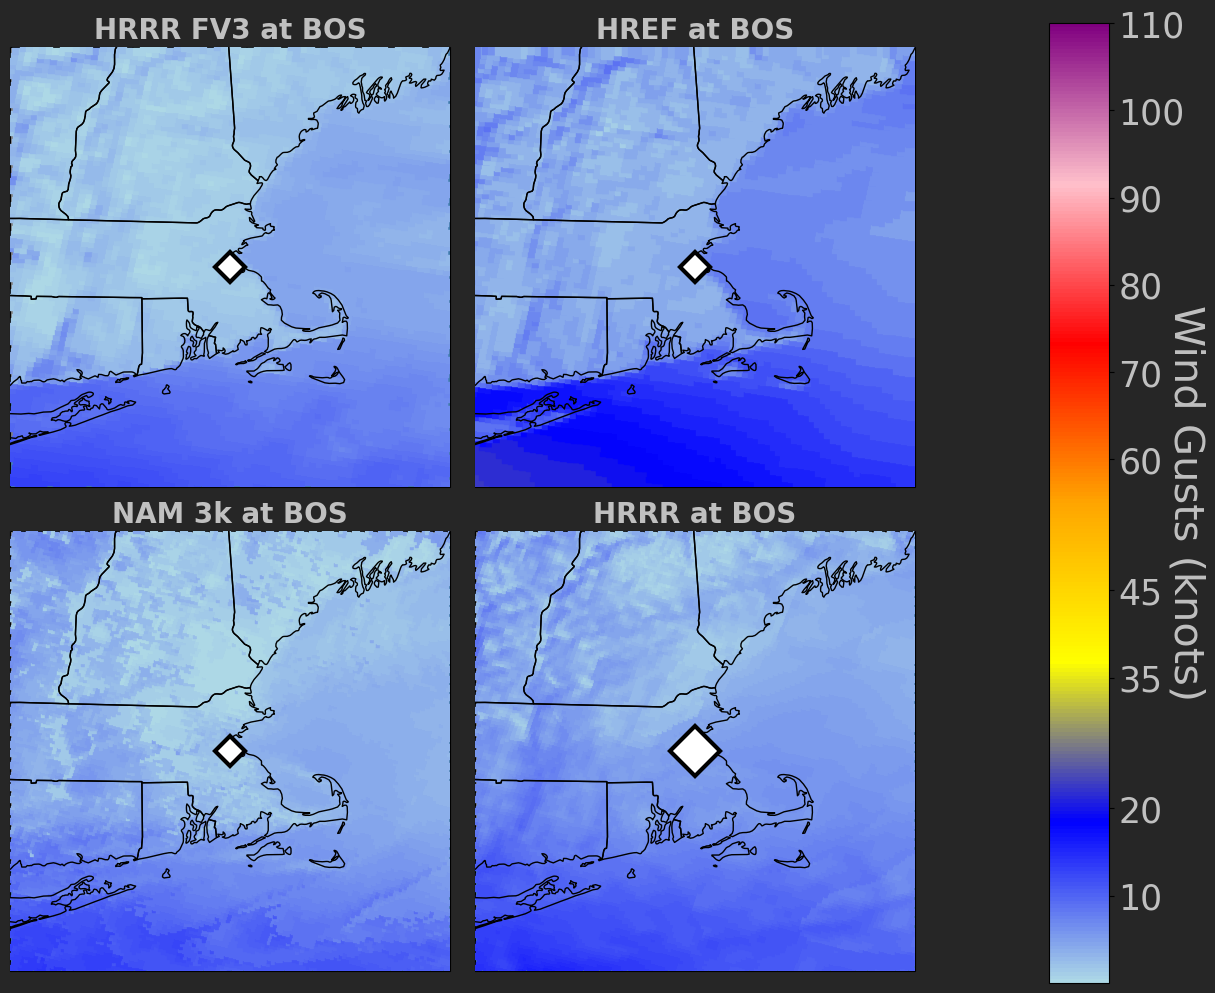 HRRR FV3 at BOS
HREF at BOS
NAM 3k at BOS
HRRR at BOS
110
100
90
80
70
60
45
35
20
10
Wind Gusts (knots)